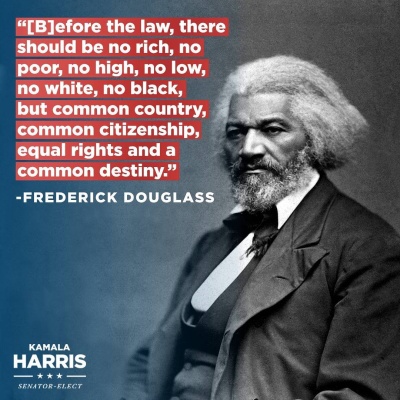 “[B]efore the law, there
should be no rich, no
poor, no high, no low,
no white, no black,
but common country,
common citizenship,
equal rights and a
common destiny.”
-FREDERICK DOUGLASS
KAMALA
HARRIS
SENATOR-ELECT